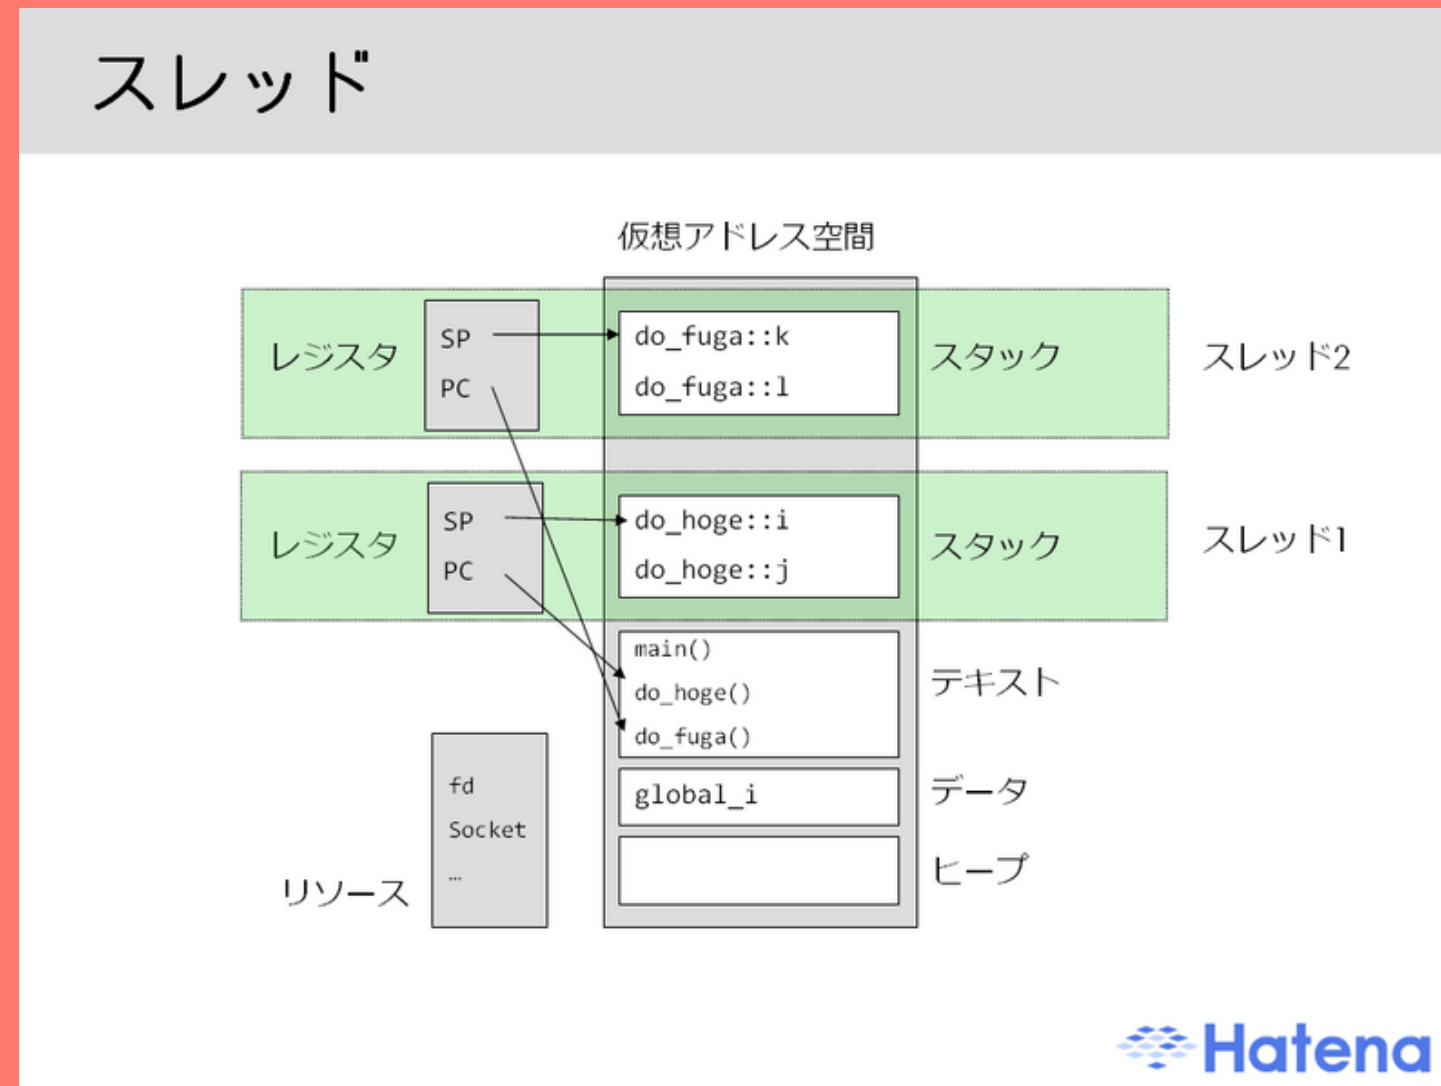 スレッド
仮想アドレス空間
レジスタ
SP
PC
do_fuga::k
do_fuga::l
スタック
スレッド2
レジスタ
SP
PC
do_hoge::i
do_hoge::j
スタック
スレッド1
main()
do_hoge()
do_fuga()
テキスト
global_i
データ
ヒープ
リソース
fd
Socket
…
Hatena